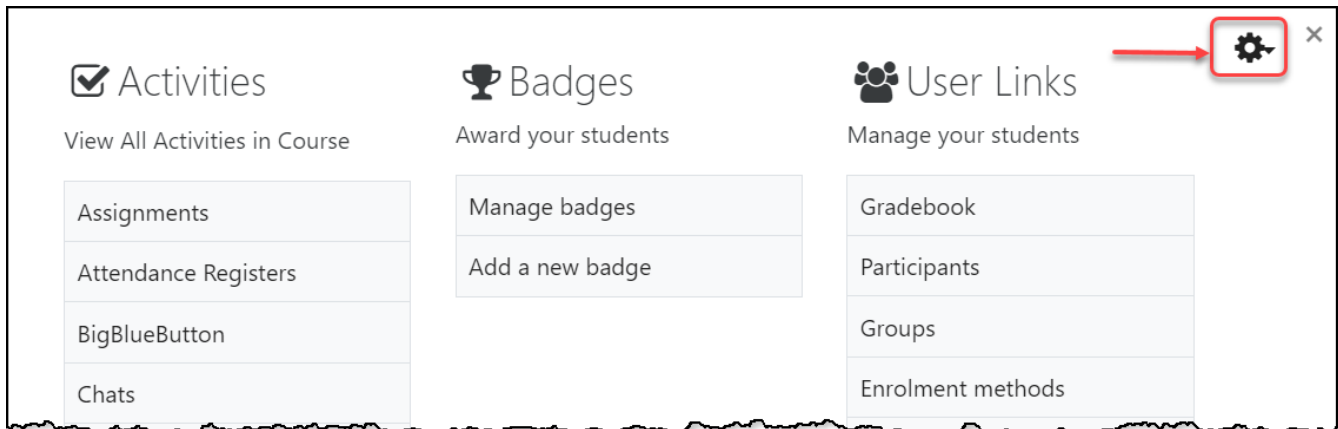 Activities
View All Activities in Course
Assignments
Attendance Registers
BigBlueButton
Chats
Badges
Award your students
Manage badges
Add a new badge
User Links
Manage your students
Gradebook
Participants
Groups
Enrolment methods